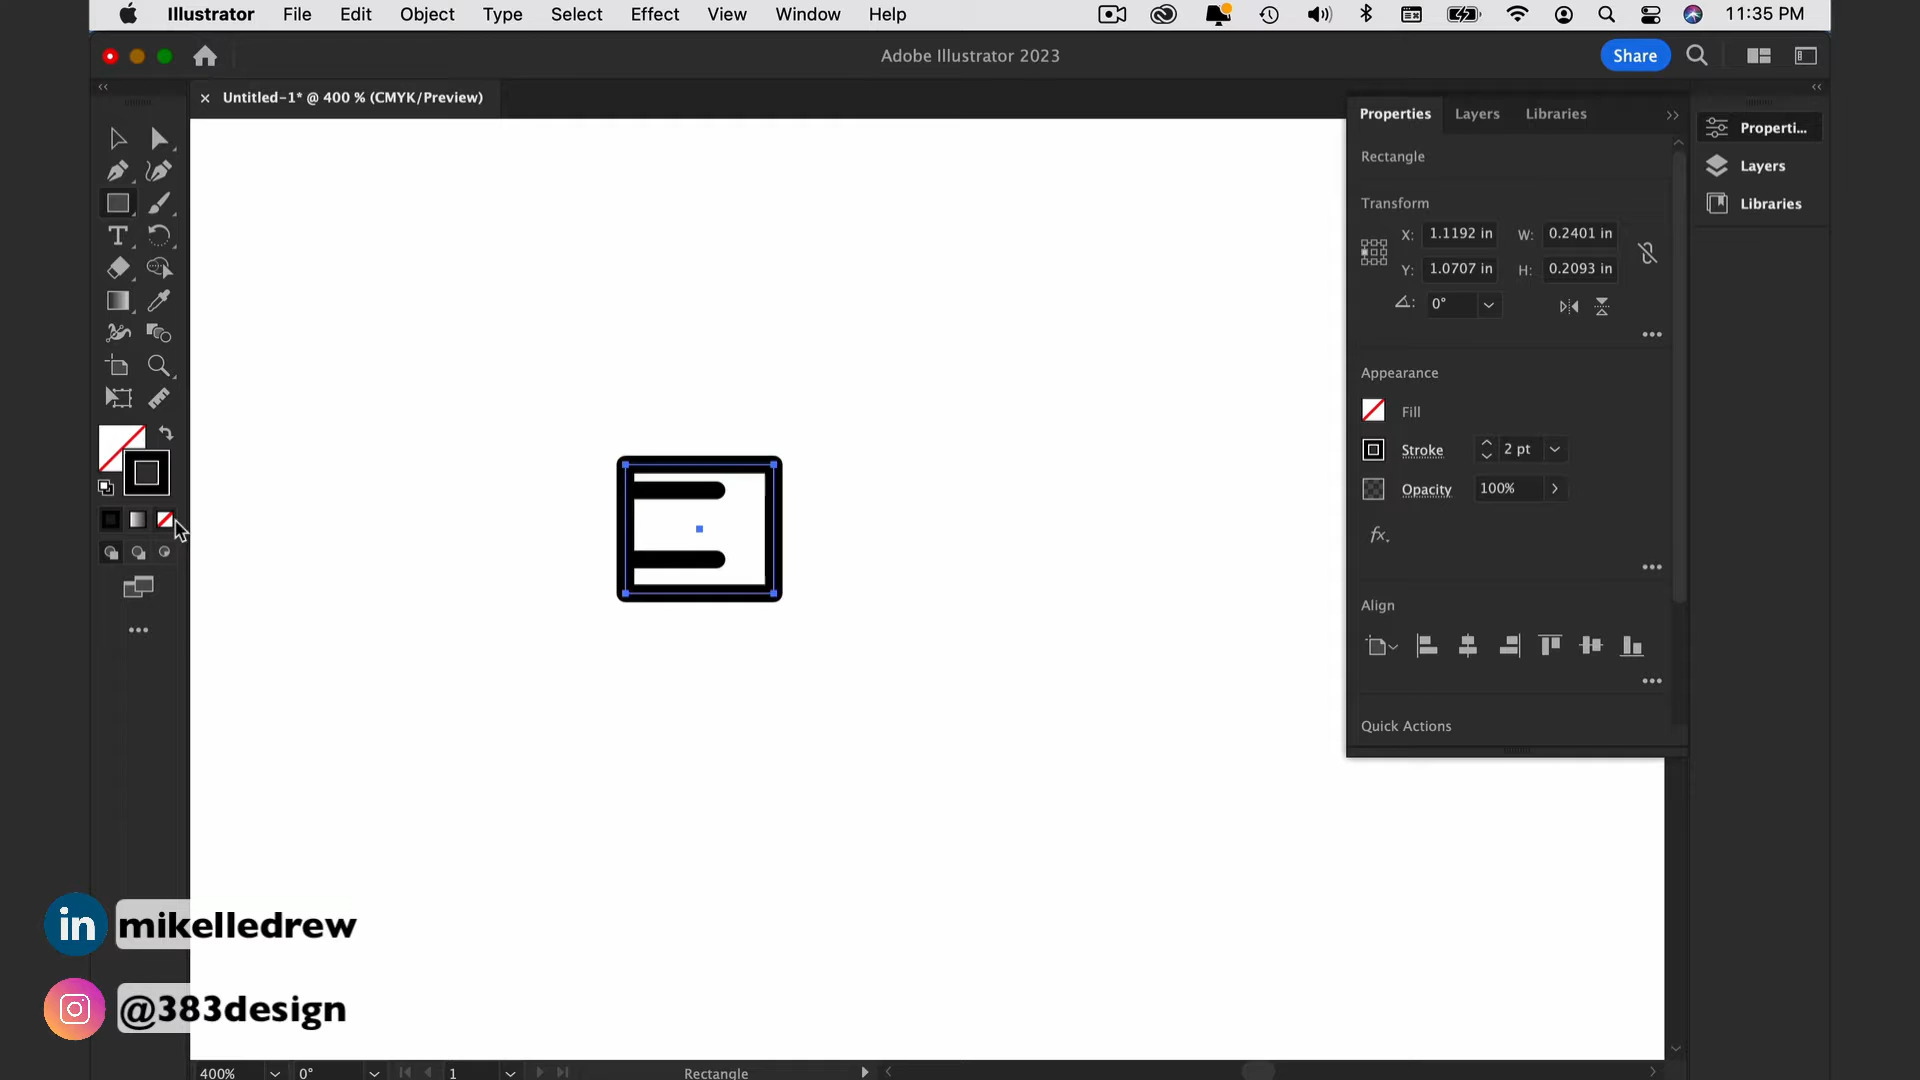 Illustrator File Edit Object Type Select Effect View Window Help 11:35 PM
Adobe Illustrator 2023 Share
× Untitled-1* @ 400 % (CMYK/Preview)
Properties Layers Libraries
Properti...
Layers
Libraries
Rectangle
Transform
X: 1.1192 in W: 0.2401 in
Y: 1.0707 in H: 0.2093 in
0°
Appearance
Fill
Stroke 2 pt
Opacity 100%
fx.
Align
Quick Actions
in mikelledrew
@383design
400% 0° 1 Rectangle